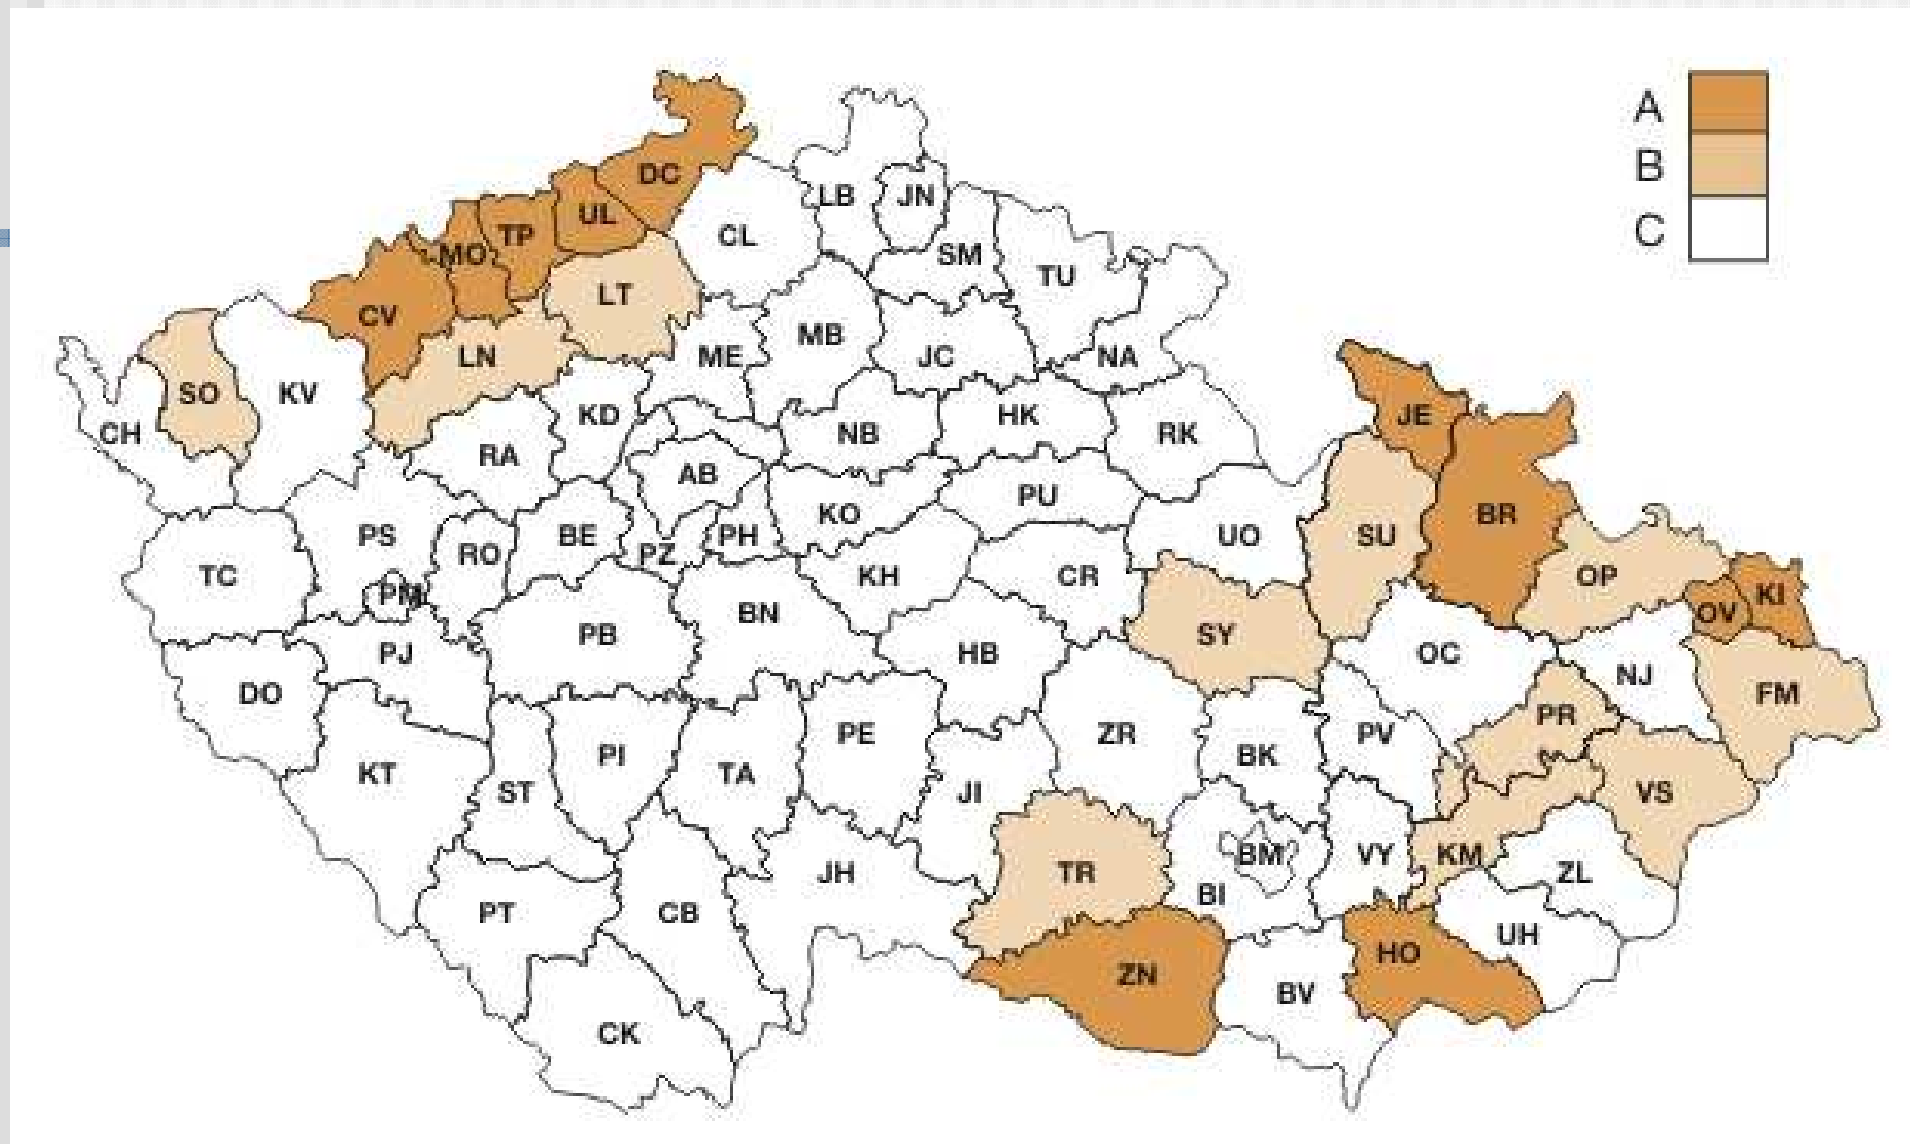 A
B
C
DC
LB
JN
UL
TP
CL
MO
SM
TU
LT
CV
MB
LN
ME
JC
NA
SO
KV
KD
HK
JE
CH
NB
RK
RA
AB
PU
KO
BR
PS
BE
PH
UO
SU
RO
PZ
TC
KH
CR
OP
PM
KI
BN
OV
PB
SY
PJ
HB
OC
NJ
DO
FM
PR
PE
ZR
PV
PI
BK
KT
TA
ST
JI
VS
BM
VY
KM
JH
TR
ZL
BI
PT
CB
UH
HO
ZN
BV
CK